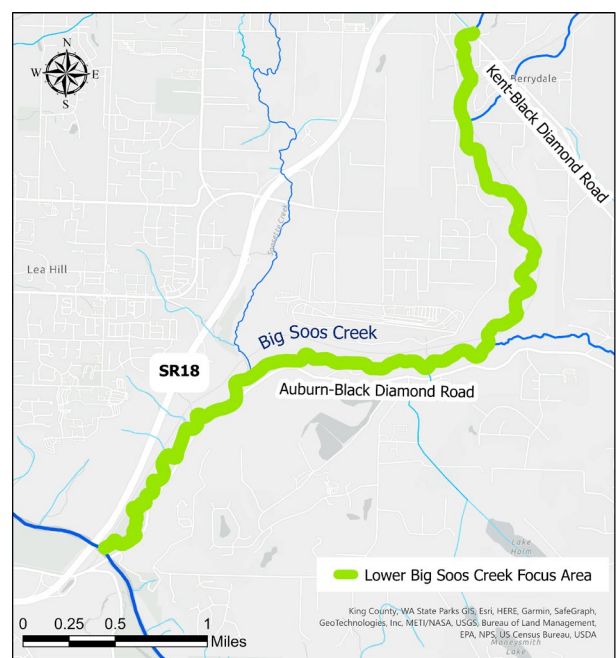 N
W E
S
Berrydale
Kent-Black Diamond Road
Lea Hill
Big Soos Creek
SR18
Auburn-Black Diamond Road
Lake
Holm
Lower Big Soos Creek Focus Area
King County, WA State Parks GIS, Esri, HERE, Garmin, SafeGraph,
GeoTechnologies, Inc, METI/NASA, USGS, Bureau of Land Management,
EPA, NPS, US Census Bureau, USDA
Moneysmith
Lake
0 0.25 0.5 1
Miles